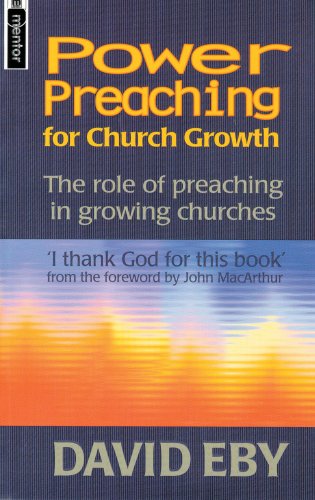 mentor
Power
Preaching
for Church Growth
The role of preaching
in growing churches
'I thank God for this book'
from the foreword by John MacArthur
DAVID EBY